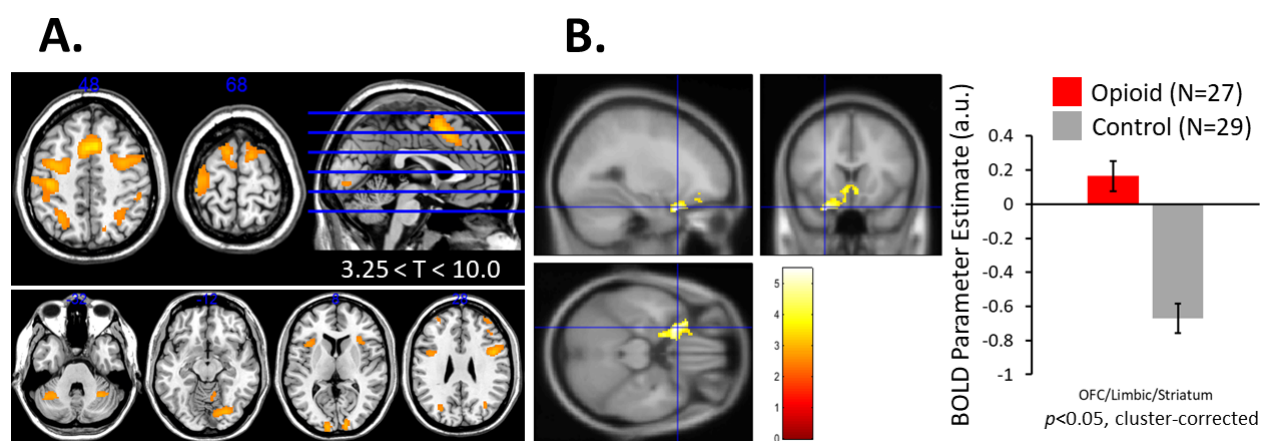 A.
B.
48
68
3.25 < T < 10.0
-32
-12
8
28
5
4
3
2
1
0
Opioid (N=27)
Control (N=29)
BOLD Parameter Estimate (a.u.)
0.4
0.2
0
-0.2
-0.4
-0.6
-0.8
-1
OFC/Limbic/Striatum
p<0.05, cluster-corrected